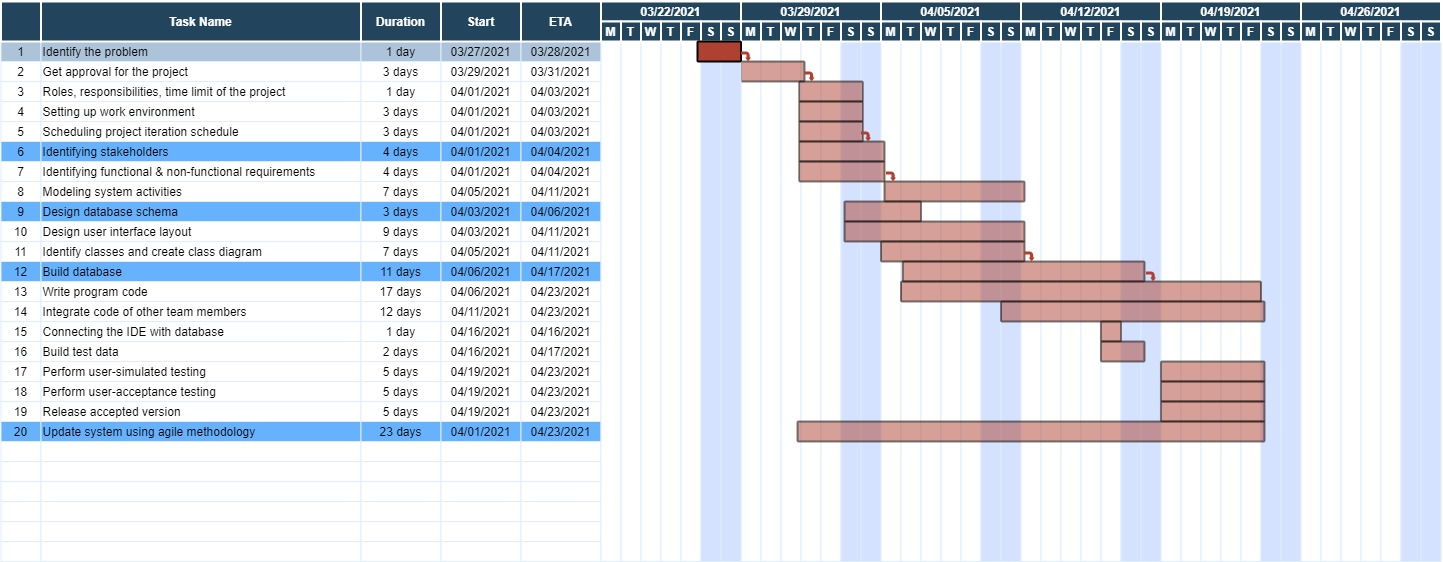 Task Name Duration Start ETA 03/22/2021 03/29/2021 04/05/2021 04/12/2021 04/19/2021 04/26/2021
M T W T F S S M T W T F S S M T W T F S S M T W T F S S M T W T F S S M T W T F S S
1 Identify the problem 1 day 03/27/2021 03/28/2021
2 Get approval for the project 3 days 03/29/2021 03/31/2021
3 Roles, responsibilities, time limit of the project 1 day 04/01/2021 04/03/2021
4 Setting up work environment 3 days 04/01/2021 04/03/2021
5 Scheduling project iteration schedule 3 days 04/01/2021 04/03/2021
6 Identifying stakeholders 4 days 04/01/2021 04/04/2021
7 Identifying functional & non-functional requirements 4 days 04/01/2021 04/04/2021
8 Modeling system activities 7 days 04/05/2021 04/11/2021
9 Design database schema 3 days 04/03/2021 04/06/2021
10 Design user interface layout 9 days 04/03/2021 04/11/2021
11 Identify classes and create class diagram 7 days 04/05/2021 04/11/2021
12 Build database 11 days 04/06/2021 04/17/2021
13 Write program code 17 days 04/06/2021 04/23/2021
14 Integrate code of other team members 12 days 04/11/2021 04/23/2021
15 Connecting the IDE with database 1 day 04/16/2021 04/16/2021
16 Build test data 2 days 04/16/2021 04/17/2021
17 Perform user-simulated testing 5 days 04/19/2021 04/23/2021
18 Perform user-acceptance testing 5 days 04/19/2021 04/23/2021
19 Release accepted version 5 days 04/19/2021 04/23/2021
20 Update system using agile methodology 23 days 04/01/2021 04/23/2021